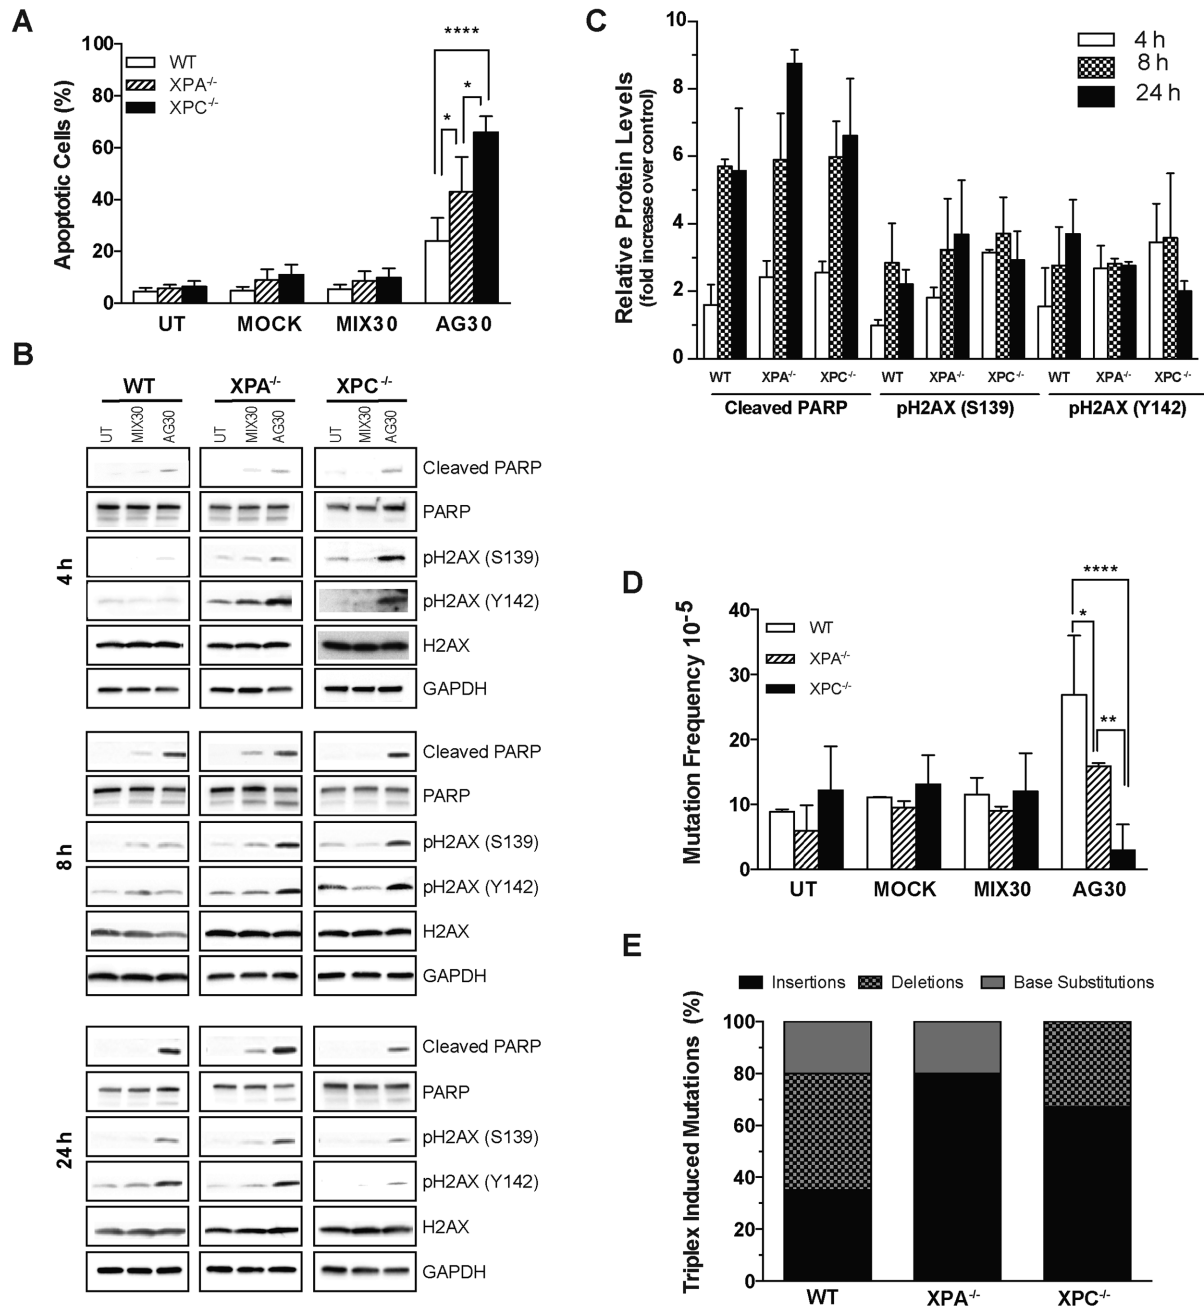 A
Apoptotic Cells (%)
100
80
60
40
20
0
WT
XPA-/-
XPC-/-
****
*
*
UT MOCK MIX30 AG30
B
WT XPA-/- XPC-/-
UT MIX30 AG30 UT MIX30 AG30 UT MIX30 AG30
4 h
Cleaved PARP
PARP
pH2AX (S139)
pH2AX (Y142)
H2AX
GAPDH
8 h
Cleaved PARP
PARP
pH2AX (S139)
pH2AX (Y142)
H2AX
GAPDH
24 h
Cleaved PARP
PARP
pH2AX (S139)
pH2AX (Y142)
H2AX
GAPDH
C
Relative Protein Levels
(fold increase over control)
10
8
6
4
2
0
4 h
8 h
24 h
WT XPA-/- XPC-/- WT XPA-/- XPC-/- WT XPA-/- XPC-/-
Cleaved PARP pH2AX (S139) pH2AX (Y142)
D
Mutation Frequency 10-5
40
30
20
10
0
WT
XPA-/-
XPC-/-
****
*
**
UT MOCK MIX30 AG30
E
Insertions Deletions Base Substitutions
Triplex Induced Mutations (%)
100
80
60
40
20
0
WT XPA-/- XPC-/-